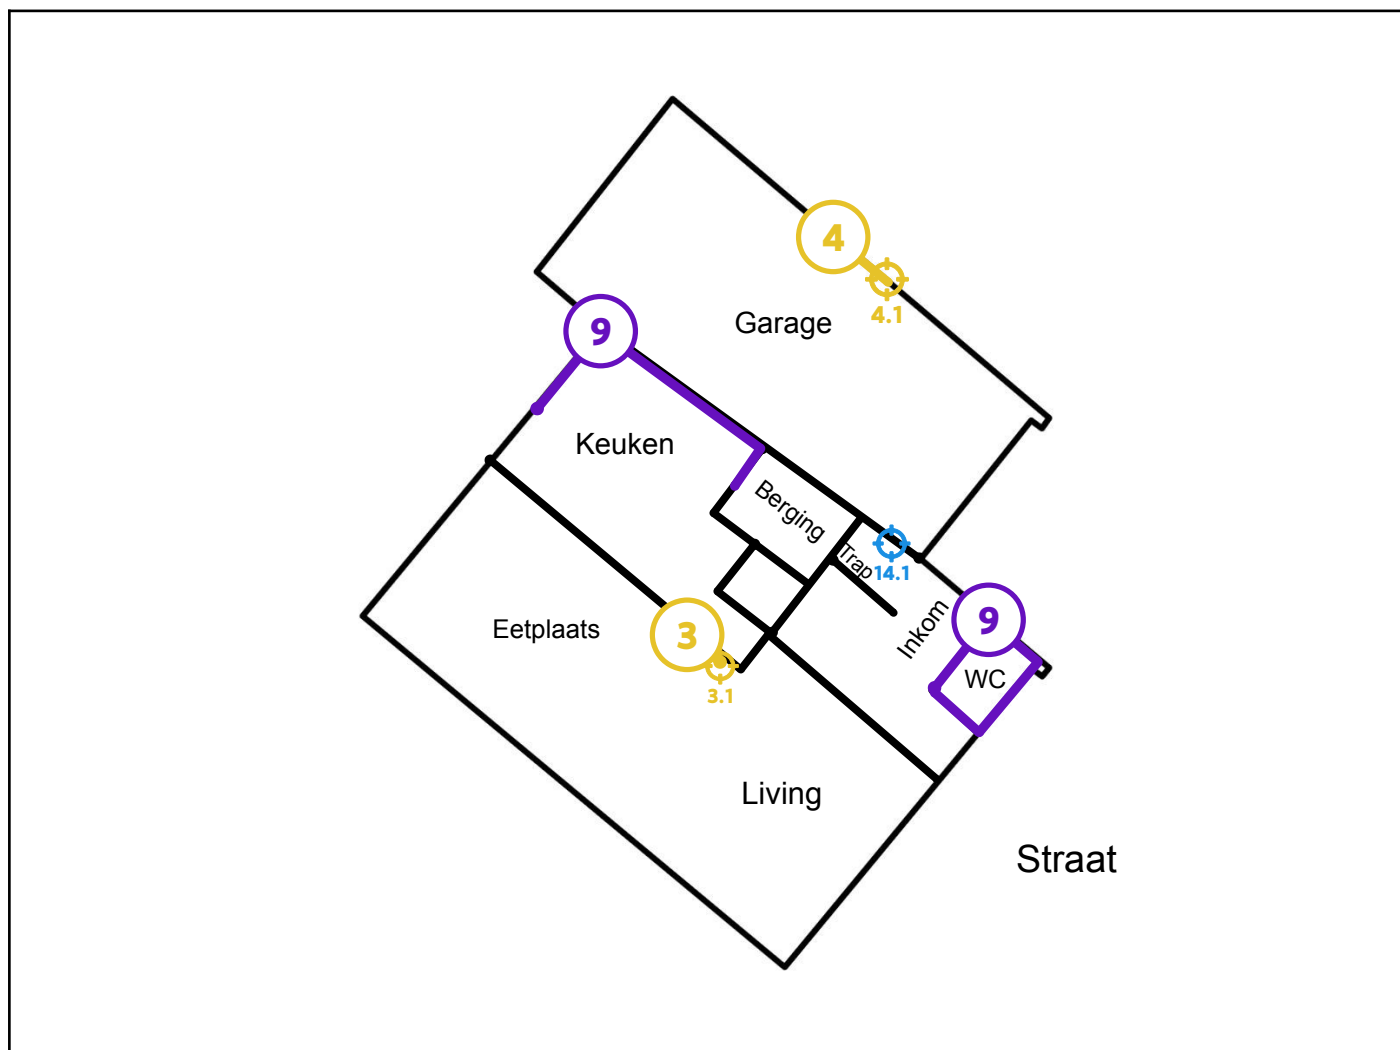 4
4.1
Garage
9
Keuken
Berging
Trap
14.1
Inkom
9
WC
Eetplaats
3
3.1
Living
Straat